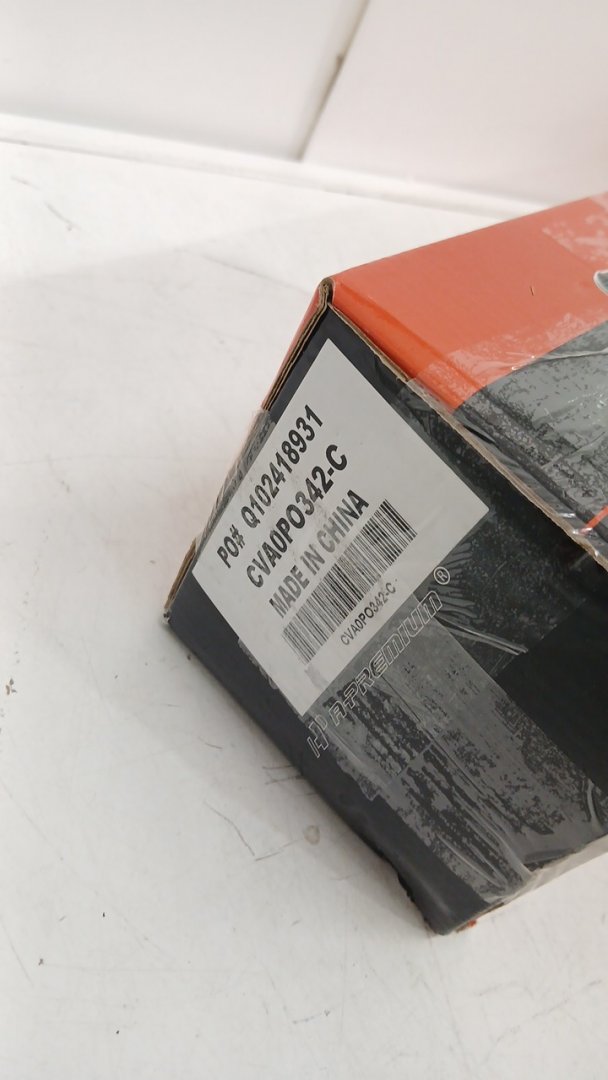 PO# Q102418931
CVA0PO342-C
MADE IN CHINA
CVA0PO342-C
A-PREMIUM®